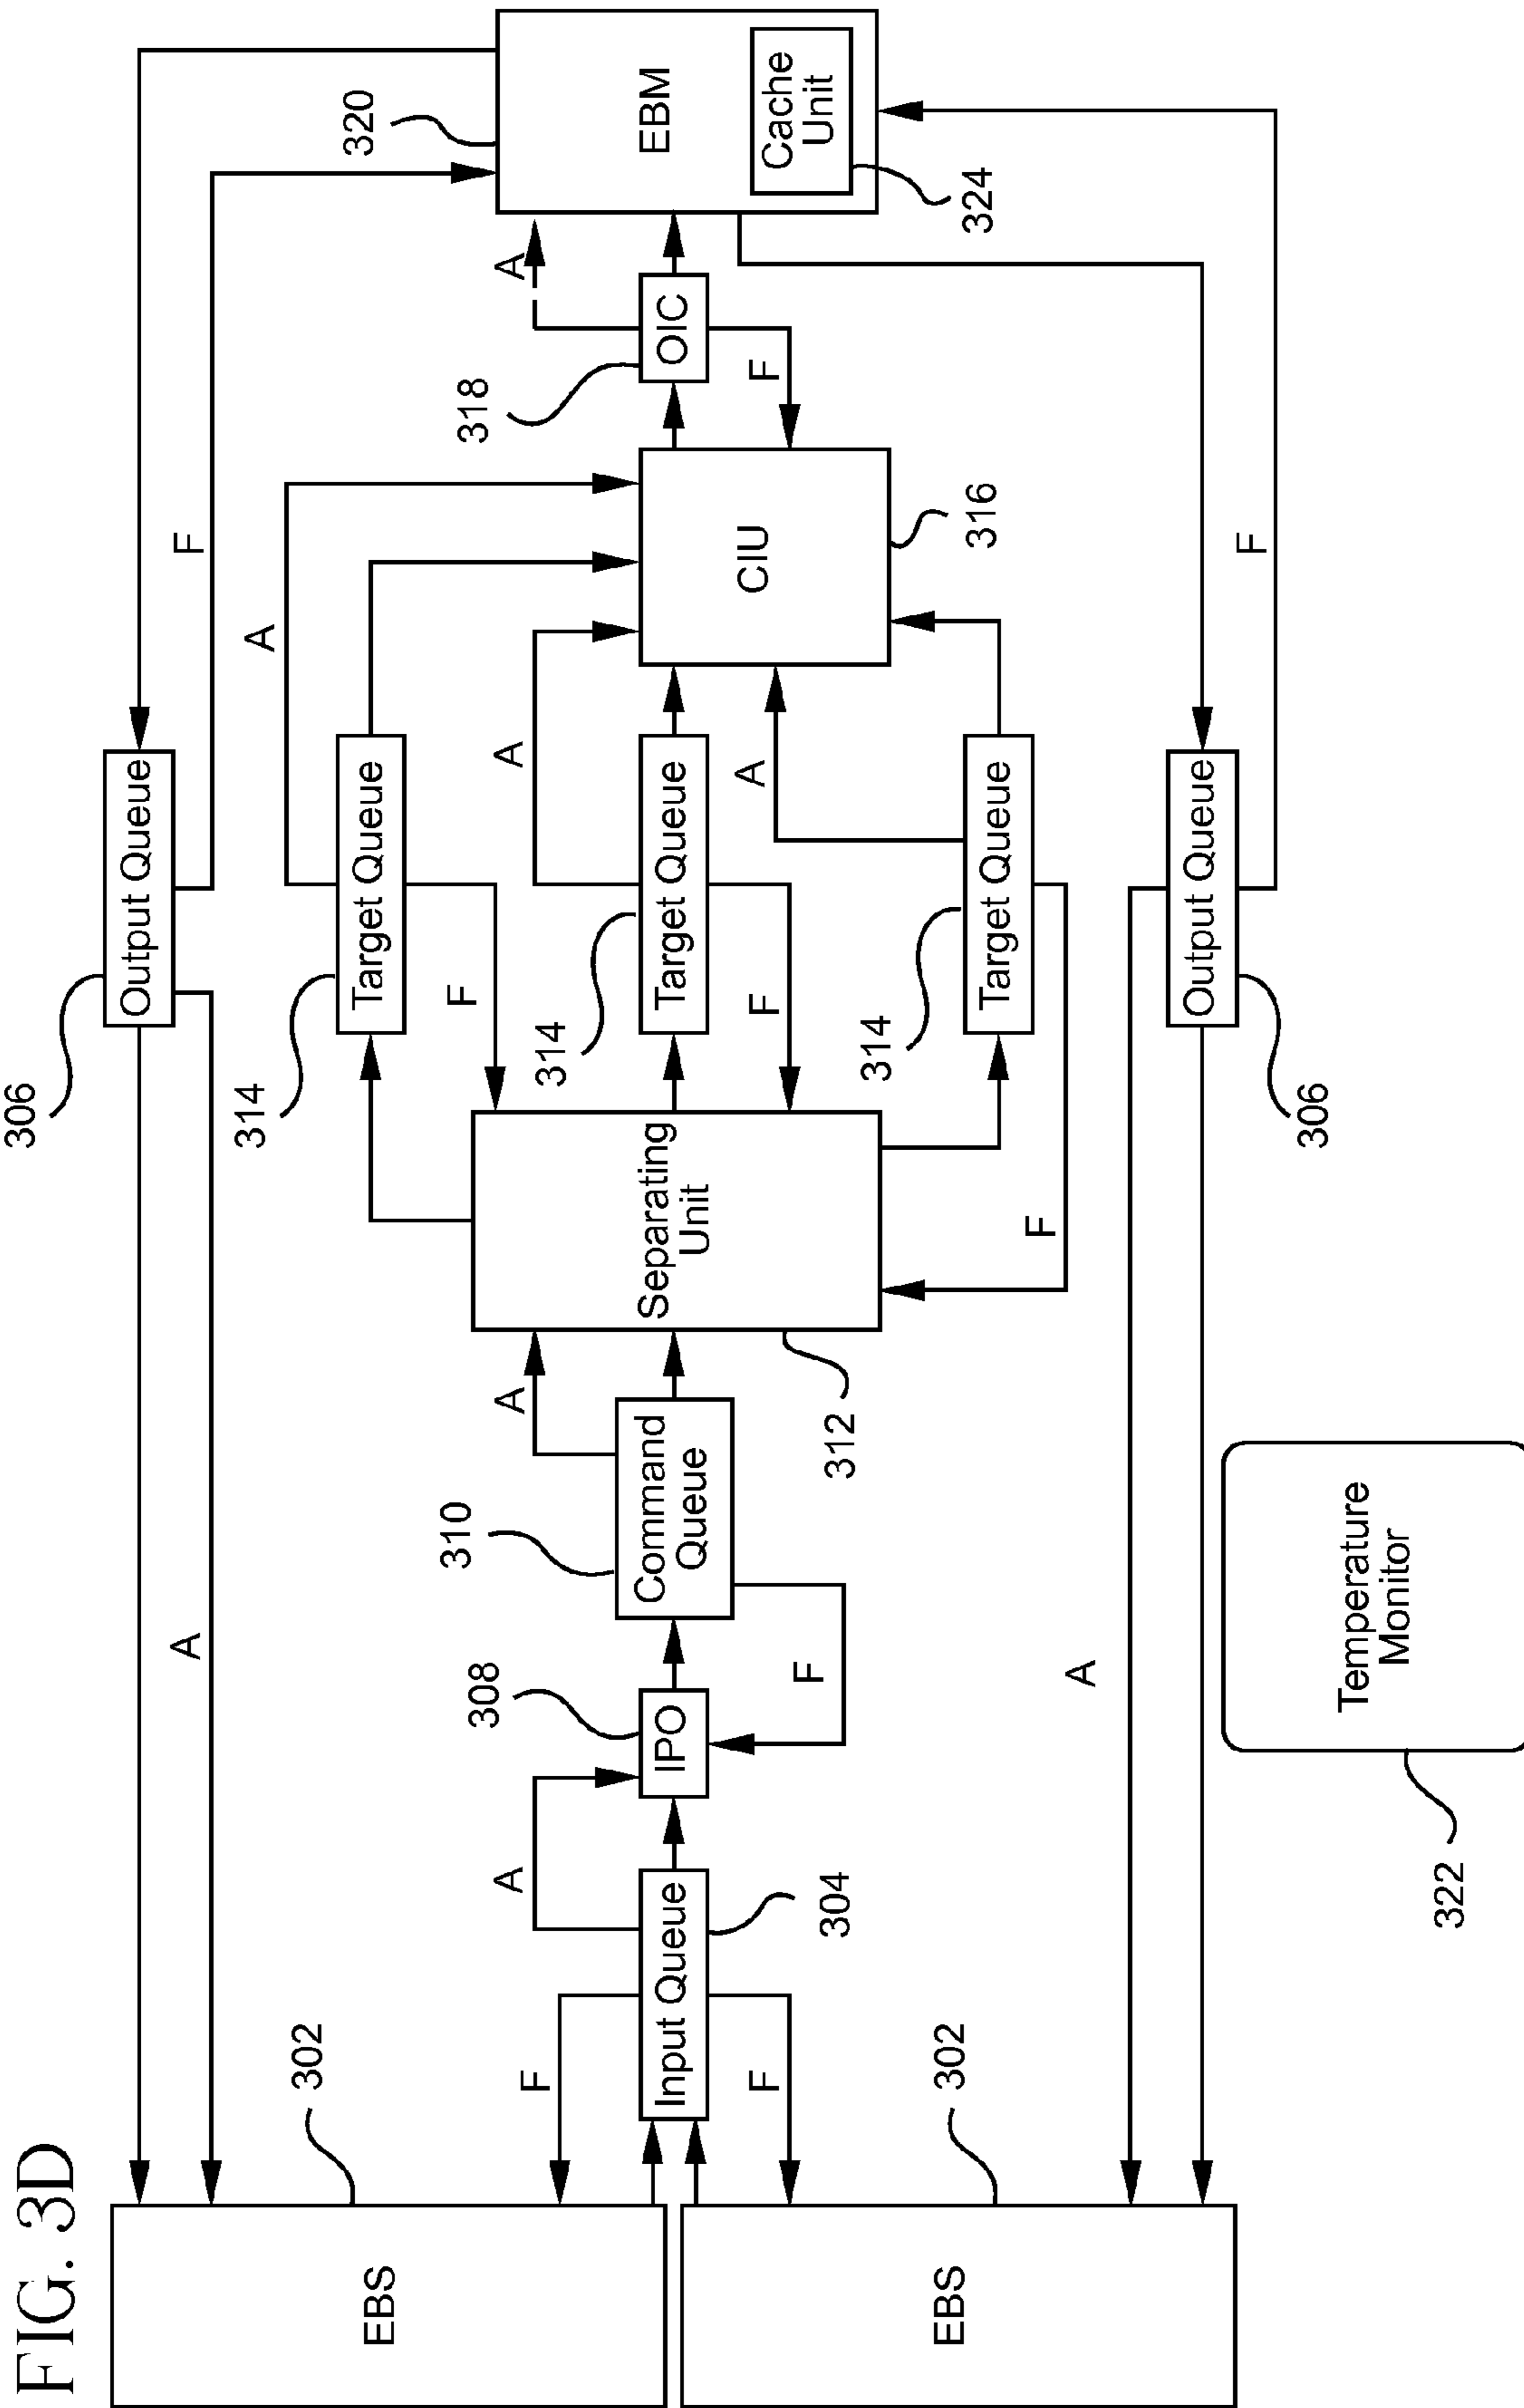 FIG. 3D
306
Output Queue
F
A
320
EBM
Cache
Unit
324
314
Target Queue
A
F
302
EBS
F
Input Queue
304
A
F
308
IPO
F
310
Command
Queue
A
Separating
Unit
312
314
Target Queue
A
F
CIU
316
318
OIC
A
F
314
Target Queue
A
F
302
EBS
A
306
Output Queue
F
Temperature
Monitor
322